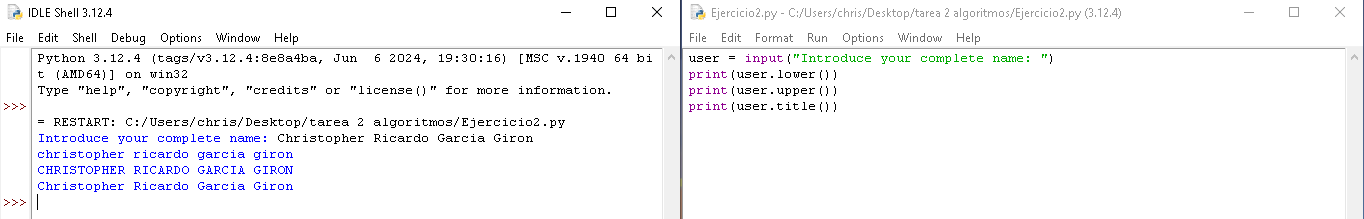 IDLE Shell 3.12.4
File Edit Shell Debug Options Window Help
Python 3.12.4 (tags/v3.12.4:8e8a4ba, Jun  6 2024, 19:30:16) [MSC v.1940 64 bi
t (AMD64)] on win32
Type "help", "copyright", "credits" or "license()" for more information.
>>>
= RESTART: C:/Users/chris/Desktop/tarea 2 algoritmos/Ejercicio2.py
Introduce your complete name: Christopher Ricardo Garcia Giron
christopher ricardo garcia giron
CHRISTOPHER RICARDO GARCIA GIRON
Christopher Ricardo Garcia Giron
>>>
Ejercicio2.py - C:/Users/chris/Desktop/tarea 2 algoritmos/Ejercicio2.py (3.12.4)
File Edit Format Run Options Window Help
user = input("Introduce your complete name: ")
print(user.lower())
print(user.upper())
print(user.title())